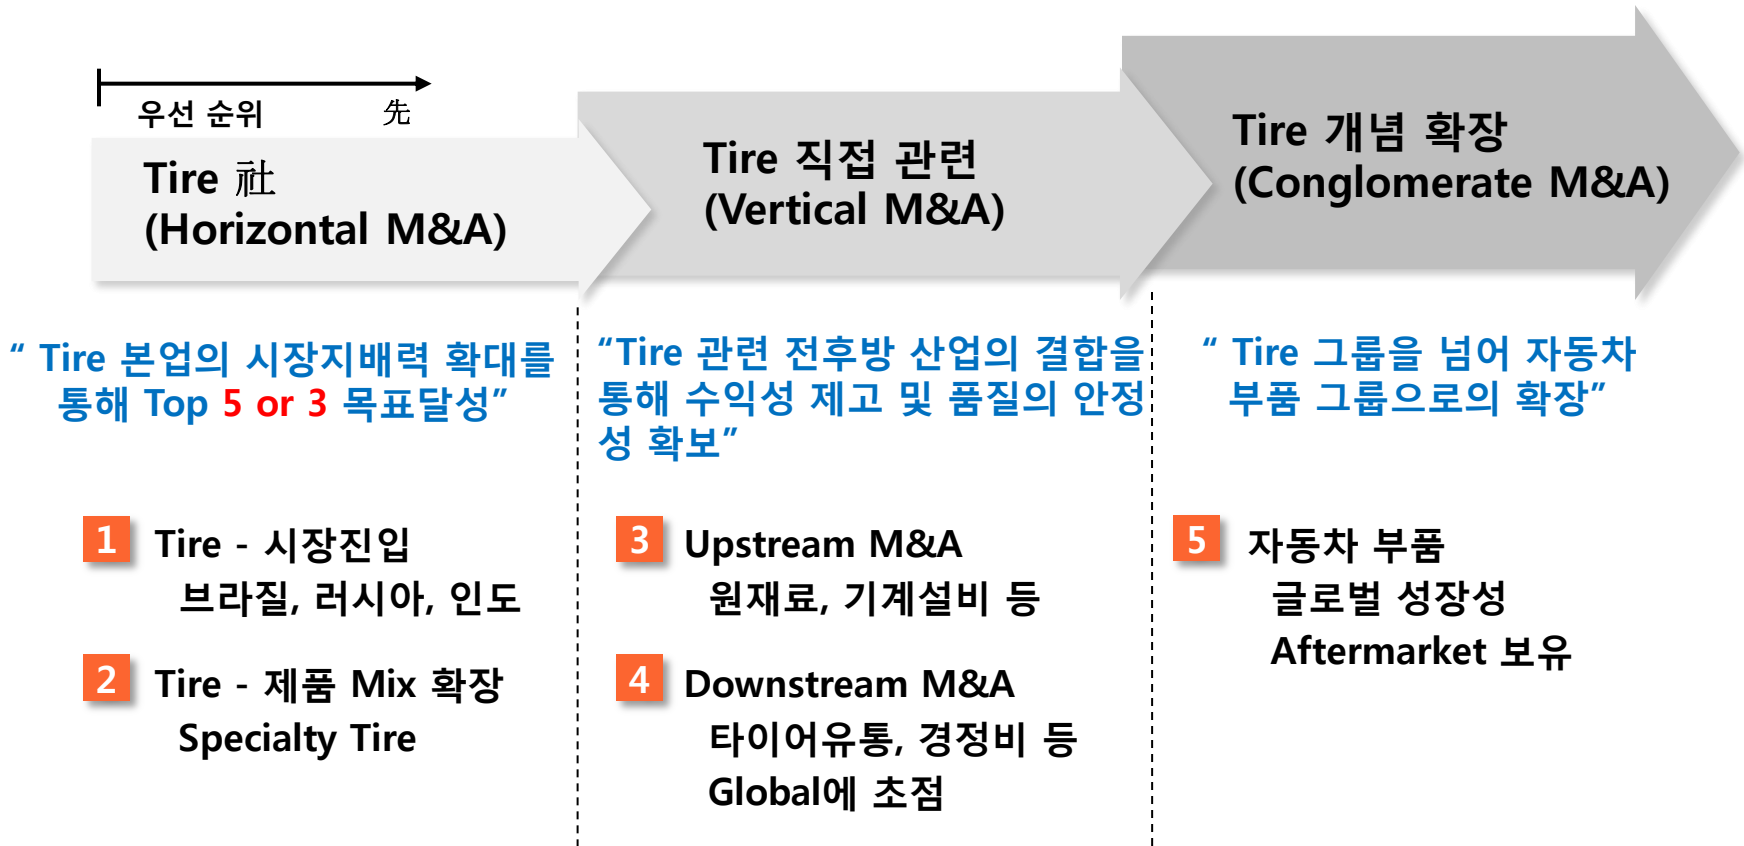 우선 순위 先
Tire 社
(Horizontal M&A)
Tire 직접 관련
(Vertical M&A)
Tire 개념 확장
(Conglomerate M&A)
“ Tire 본업의 시장지배력 확대를
통해 Top 5 or 3 목표달성”
“Tire 관련 전후방 산업의 결합을
통해 수익성 제고 및 품질의 안정
성 확보”
“ Tire 그룹을 넘어 자동차
부품 그룹으로의 확장”
1 Tire - 시장진입
브라질, 러시아, 인도
2 Tire - 제품 Mix 확장
Specialty Tire
3 Upstream M&A
원재료, 기계설비 등
4 Downstream M&A
타이어유통, 경정비 등
Global에 초점
5 자동차 부품
글로벌 성장성
Aftermarket 보유